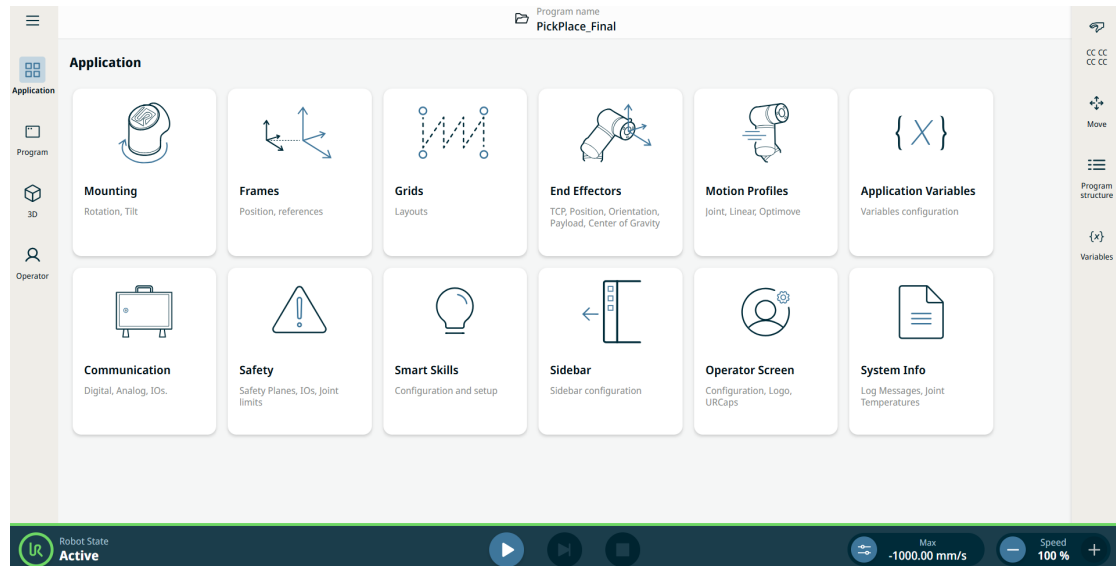 Program name
PickPlace_Final
Application
Program
3D
Operator
Application
Mounting
Rotation, Tilt
Frames
Position, references
Grids
Layouts
End Effectors
TCP, Position, Orientation,
Payload, Center of Gravity
Motion Profiles
Joint, Linear, Optimove
{X}
Application Variables
Variables configuration
Communication
Digital, Analog, IOs.
Safety
Safety Planes, IOs, Joint
limits
Smart Skills
Configuration and setup
Sidebar
Sidebar configuration
Operator Screen
Configuration, Logo,
URCaps
System Info
Log Messages, Joint
Temperatures
CC CC
CC CC
Move
Program
structure
{x}
Variables
UR
Robot State
Active
Max
-1000.00 mm/s
Speed
100 %